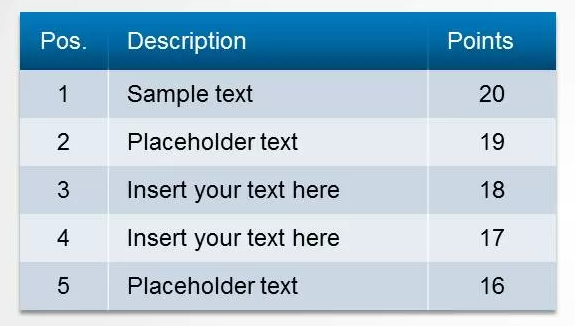 Pos. Description Points
1 Sample text 20
2 Placeholder text 19
3 Insert your text here 18
4 Insert your text here 17
5 Placeholder text 16